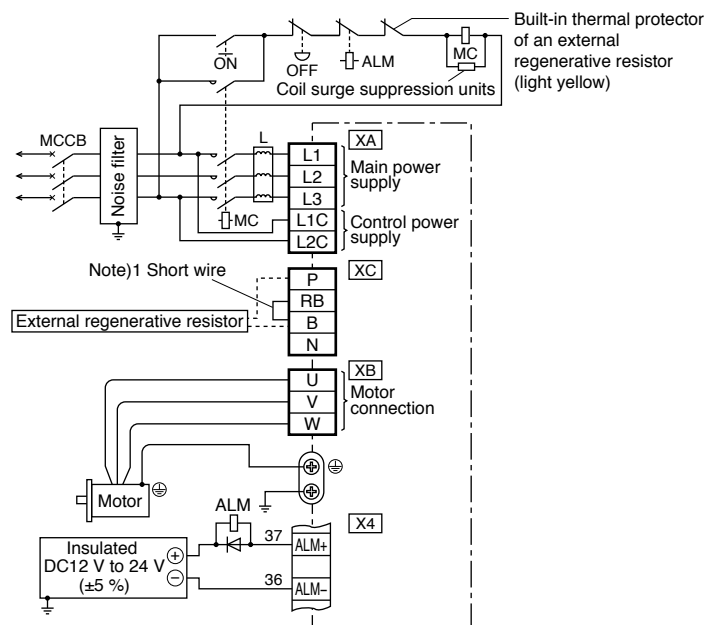 Built-in thermal protector
of an external
regenerative resistor
(light yellow)
ON
OFF
ALM
MC
Coil surge suppression units
MCCB
Noise filter
L
XA
L1
L2
L3
Main power
supply
MC
L1C
L2C
Control power
supply
Note)1 Short wire
XC
P
RB
B
N
External regenerative resistor
XB
U
V
W
Motor
connection
Motor
ALM
X4
Insulated
DC12 V to 24 V
(±5 %)
+
−
37
ALM+
36
ALM−